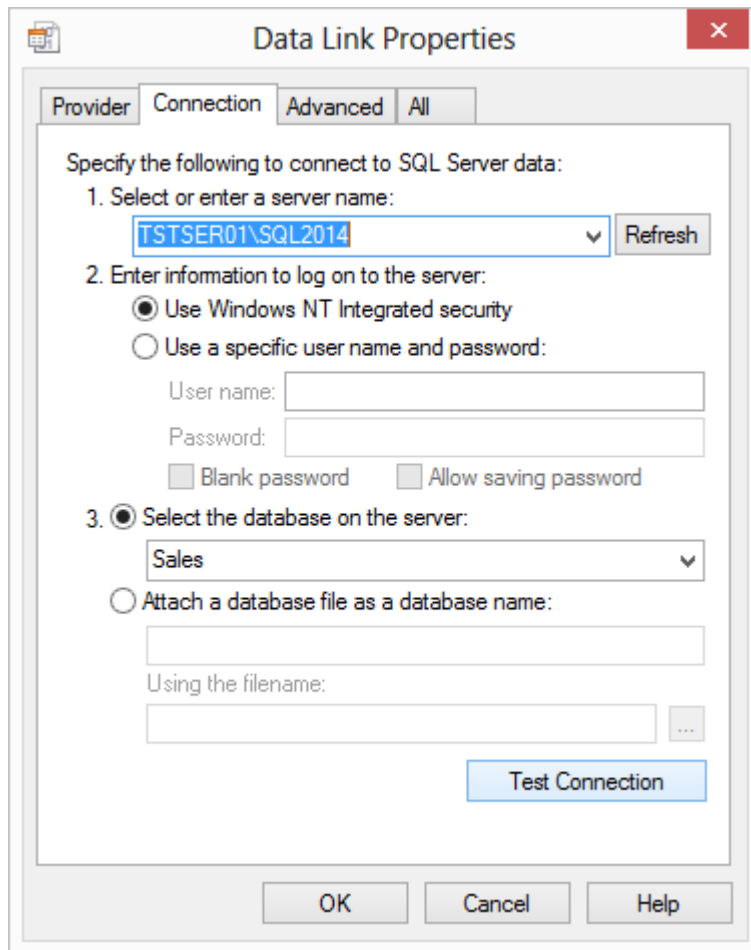 Data Link Properties
Provider Connection Advanced All
Specify the following to connect to SQL Server data:
1. Select or enter a server name:
TSTSER01\SQL2014 Refresh
2. Enter information to log on to the server:
Use Windows NT Integrated security
Use a specific user name and password:
User name:
Password:
Blank password Allow saving password
3. Select the database on the server:
Sales
Attach a database file as a database name:
Using the filename:
...
Test Connection
OK Cancel Help